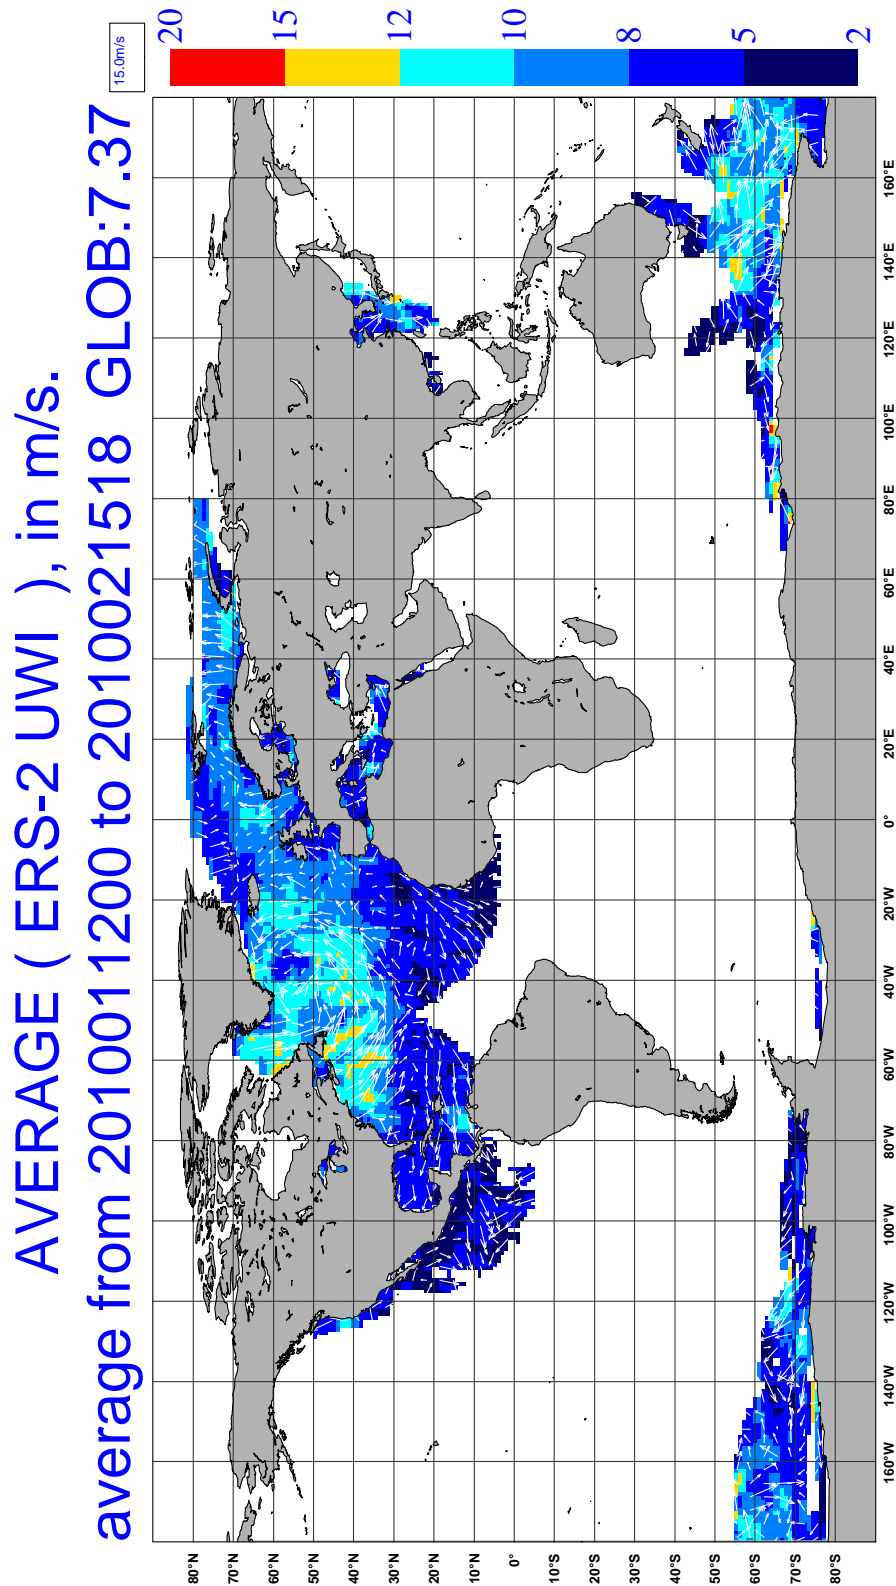 AVERAGE ( ERS-2 UWI ), in m/s.
average from 2010011200 to 2010021518 GLOB:7.37
15.0m/s
20
15
12
10
8
5
2
80°N
70°N
60°N
50°N
40°N
30°N
20°N
10°N
0°
10°S
20°S
30°S
40°S
50°S
60°S
70°S
80°S
160°W
140°W
120°W
100°W
80°W
60°W
40°W
20°W
0°
20°E
40°E
60°E
80°E
100°E
120°E
140°E
160°E